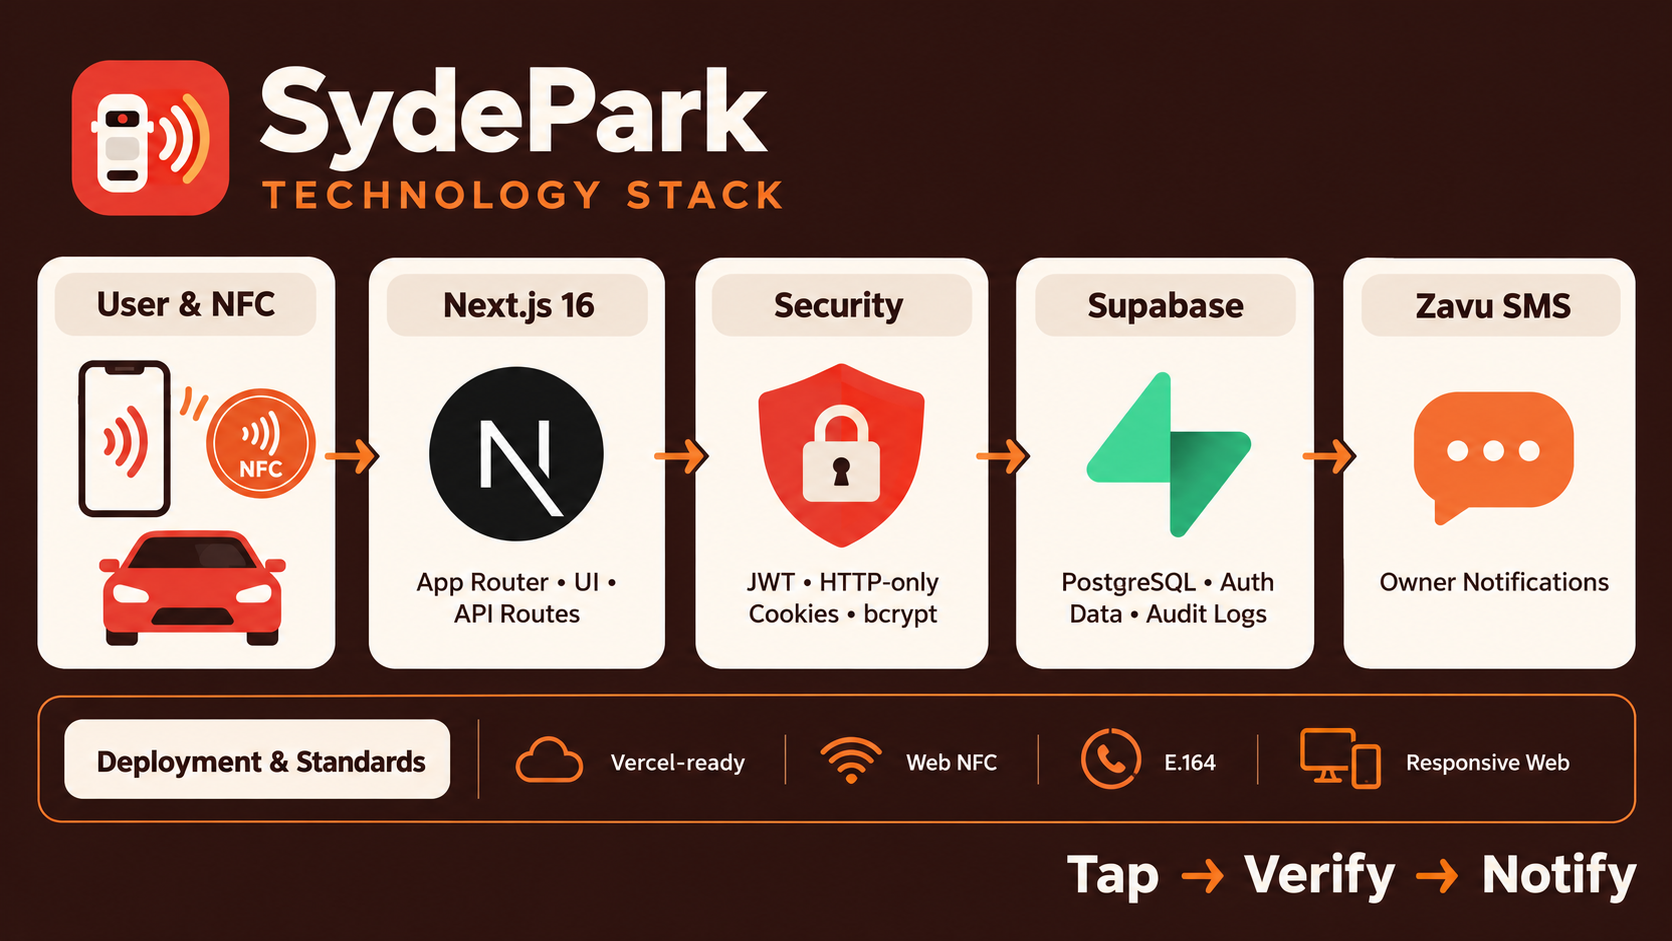 SydePark
TECHNOLOGY STACK
User & NFC
NFC
Next.js 16
App Router • UI •
API Routes
Security
JWT • HTTP-only
Cookies • bcrypt
Supabase
PostgreSQL • Auth
Data • Audit Logs
Zavu SMS
Owner Notifications
Deployment & Standards
Vercel-ready
Web NFC
E.164
Responsive Web
Tap → Verify → Notify